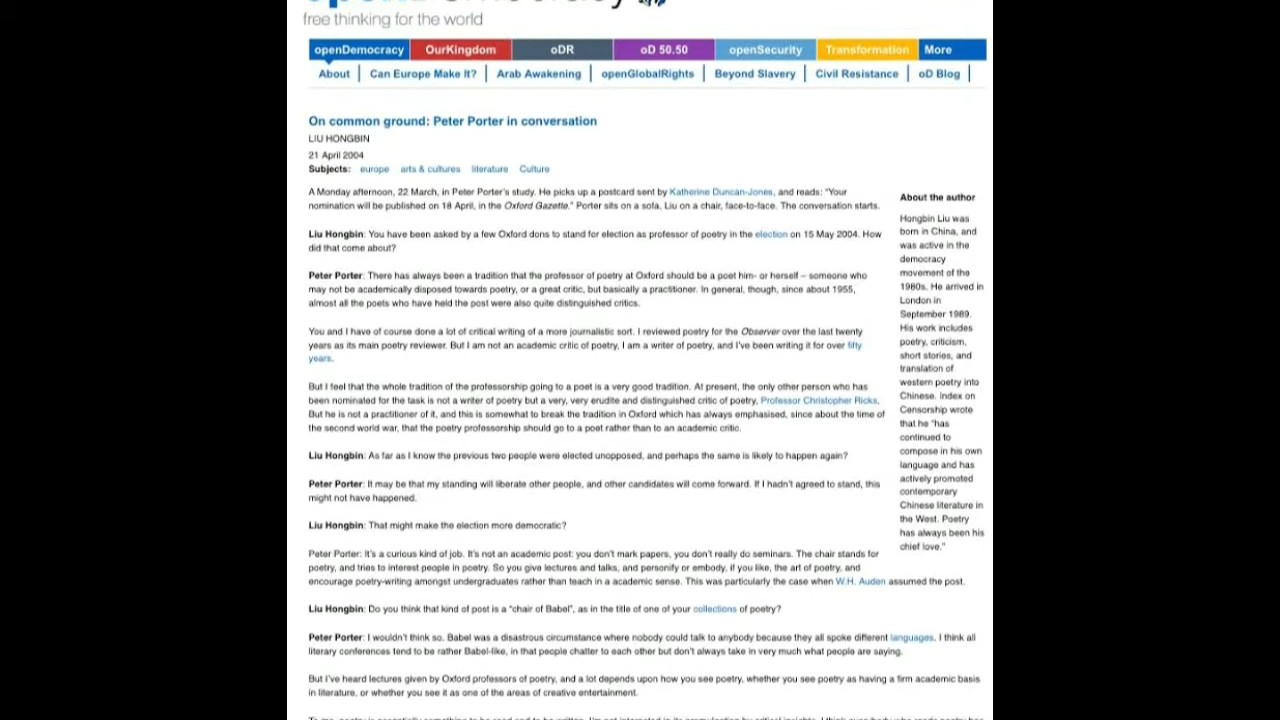 free thinking for the world
openDemocracy OurKingdom oDR oD 50.50 openSecurity Transformation More
About Can Europe Make It? Arab Awakening openGlobalRights Beyond Slavery Civil Resistance oD Blog
On common ground: Peter Porter in conversation
LIU HONGBIN
21 April 2004
Subjects: europe arts & cultures literature Culture
A Monday afternoon, 22 March, in Peter Porter's study. He picks up a postcard sent by Katherine Duncan-Jones, and reads: "Your
nomination will be published on 18 April, in the Oxford Gazette." Porter sits on a sofa, Liu on a chair, face-to-face. The conversation starts.
Liu Hongbin: You have been asked by a few Oxford dons to stand for election as professor of poetry in the election on 15 May 2004. How
did that come about?
Peter Porter: There has always been a tradition that the professor of poetry at Oxford should be a poet him- or herself – someone who
may not be academically disposed towards poetry, or a great critic, but basically a practitioner. In general, though, since about 1955,
almost all the poets who have held the post were also quite distinguished critics.
You and I have of course done a lot of critical writing of a more journalistic sort. I reviewed poetry for the Observer over the last twenty
years as its main poetry reviewer. But I am not an academic critic of poetry, I am a writer of poetry, and I've been writing it for over fifty
years.
But I feel that the whole tradition of the professorship going to a poet is a very good tradition. At present, the only other person who has
been nominated for the task is not a writer of poetry but a very, very erudite and distinguished critic of poetry, Professor Christopher Ricks.
But he is not a practitioner of it, and this is somewhat to break the tradition in Oxford which has always emphasised, since about the time of
the second world war, that the poetry professorship should go to a poet rather than to an academic critic.
Liu Hongbin: As far as I know the previous two people were elected unopposed, and perhaps the same is likely to happen again?
Peter Porter: It may be that my standing will liberate other people, and other candidates will come forward. If I hadn't agreed to stand, this
might not have happened.
Liu Hongbin: That might make the election more democratic?
Peter Porter: It's a curious kind of job. It's not an academic post: you don't mark papers, you don't really do seminars. The chair stands for
poetry, and tries to interest people in poetry. So you give lectures and talks, and personify or embody, if you like, the art of poetry, and
encourage poetry-writing amongst undergraduates rather than teach in a academic sense. This was particularly the case when W.H. Auden assumed the post.
Liu Hongbin: Do you think that kind of post is a "chair of Babel", as in the title of one of your collections of poetry?
Peter Porter: I wouldn't think so. Babel was a disastrous circumstance where nobody could talk to anybody because they all spoke different languages. I think all
literary conferences tend to be rather Babel-like, in that people chatter to each other but don't always take in very much what people are saying.
But I've heard lectures given by Oxford professors of poetry, and a lot depends upon how you see poetry, whether you see poetry as having a firm academic basis
in literature, or whether you see it as one of the areas of creative entertainment.
About the author
Hongbin Liu was
born in China, and
was active in the
democracy
movement of the
1980s. He arrived in
London in
September 1989.
His work includes
poetry, criticism,
short stories, and
translation of
western poetry into
Chinese. Index on
Censorship wrote
that he "has
continued to
compose in his own
language and has
actively promoted
contemporary
Chinese literature in
the West. Poetry
has always been his
chief love."